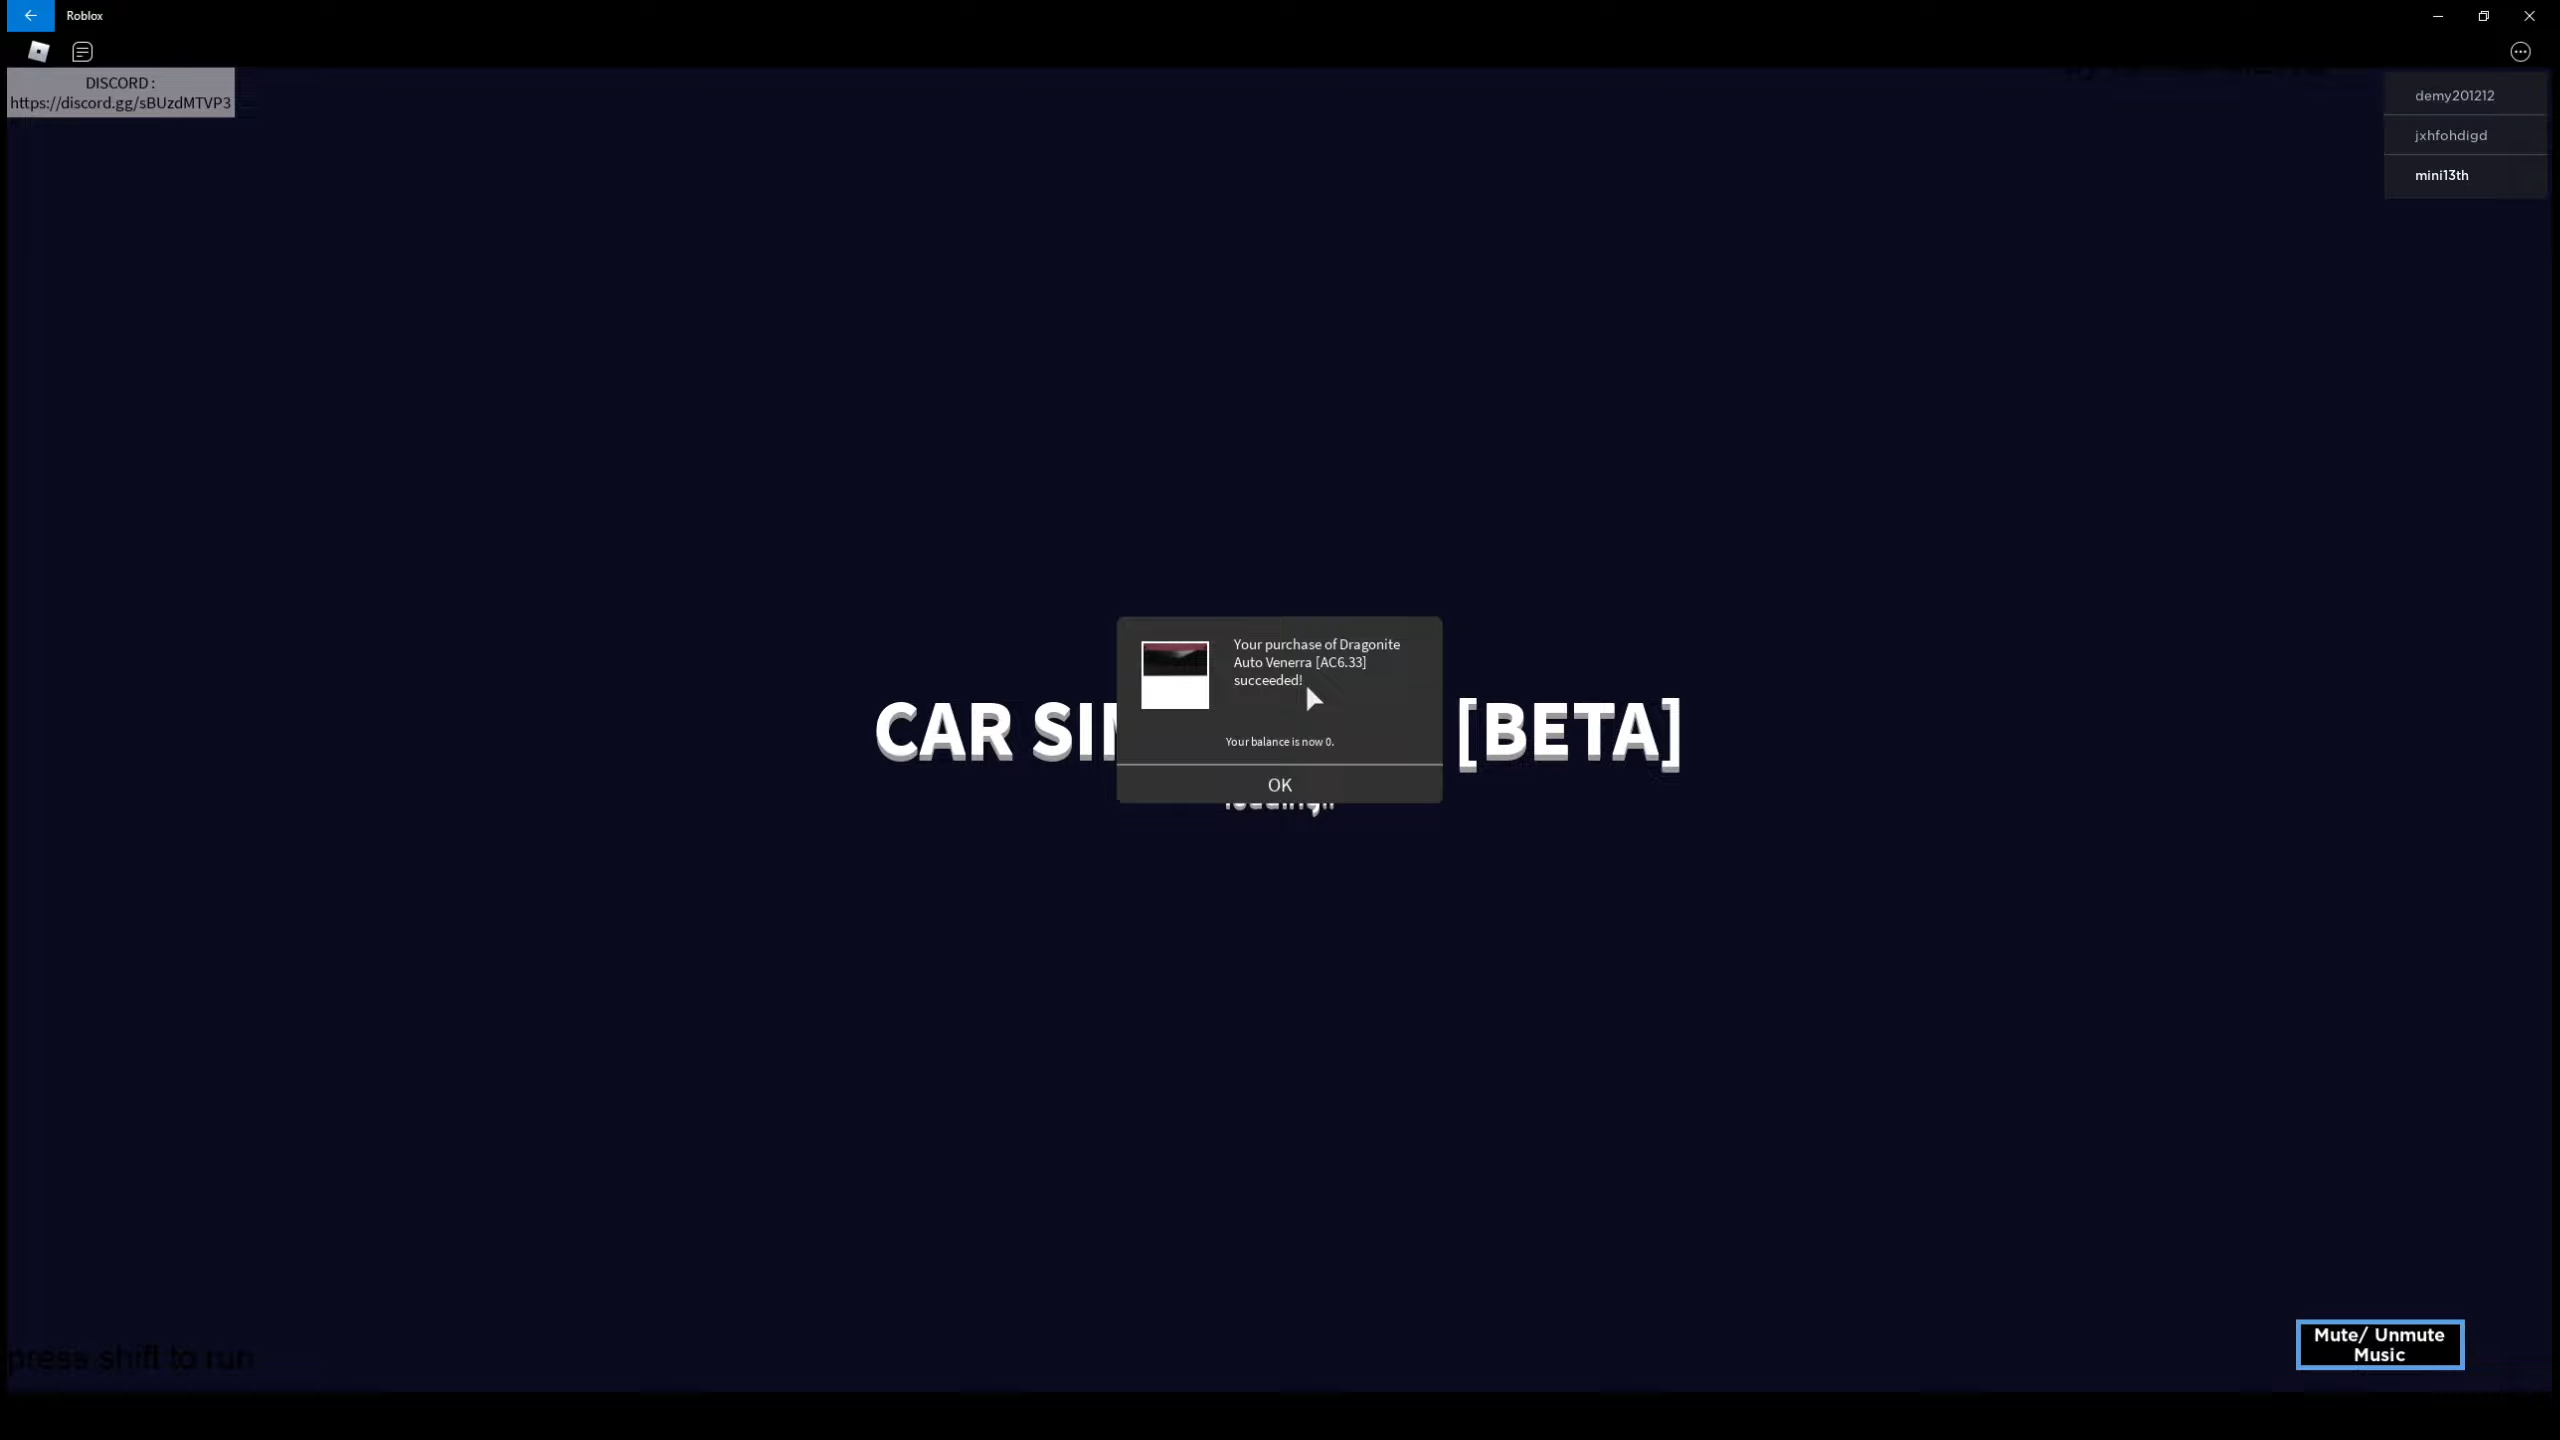 Roblox
DISCORD :
https://discord.gg/sBUzdMTVP3
demy201212
jxhfohdigd
mini13th
Your purchase of Dragonite
Auto Venerra [AC6.33]
succeeded!
CAR SI [BETA]
Your balance is now 0.
OK
press shift to run
Mute/ Unmute
Music